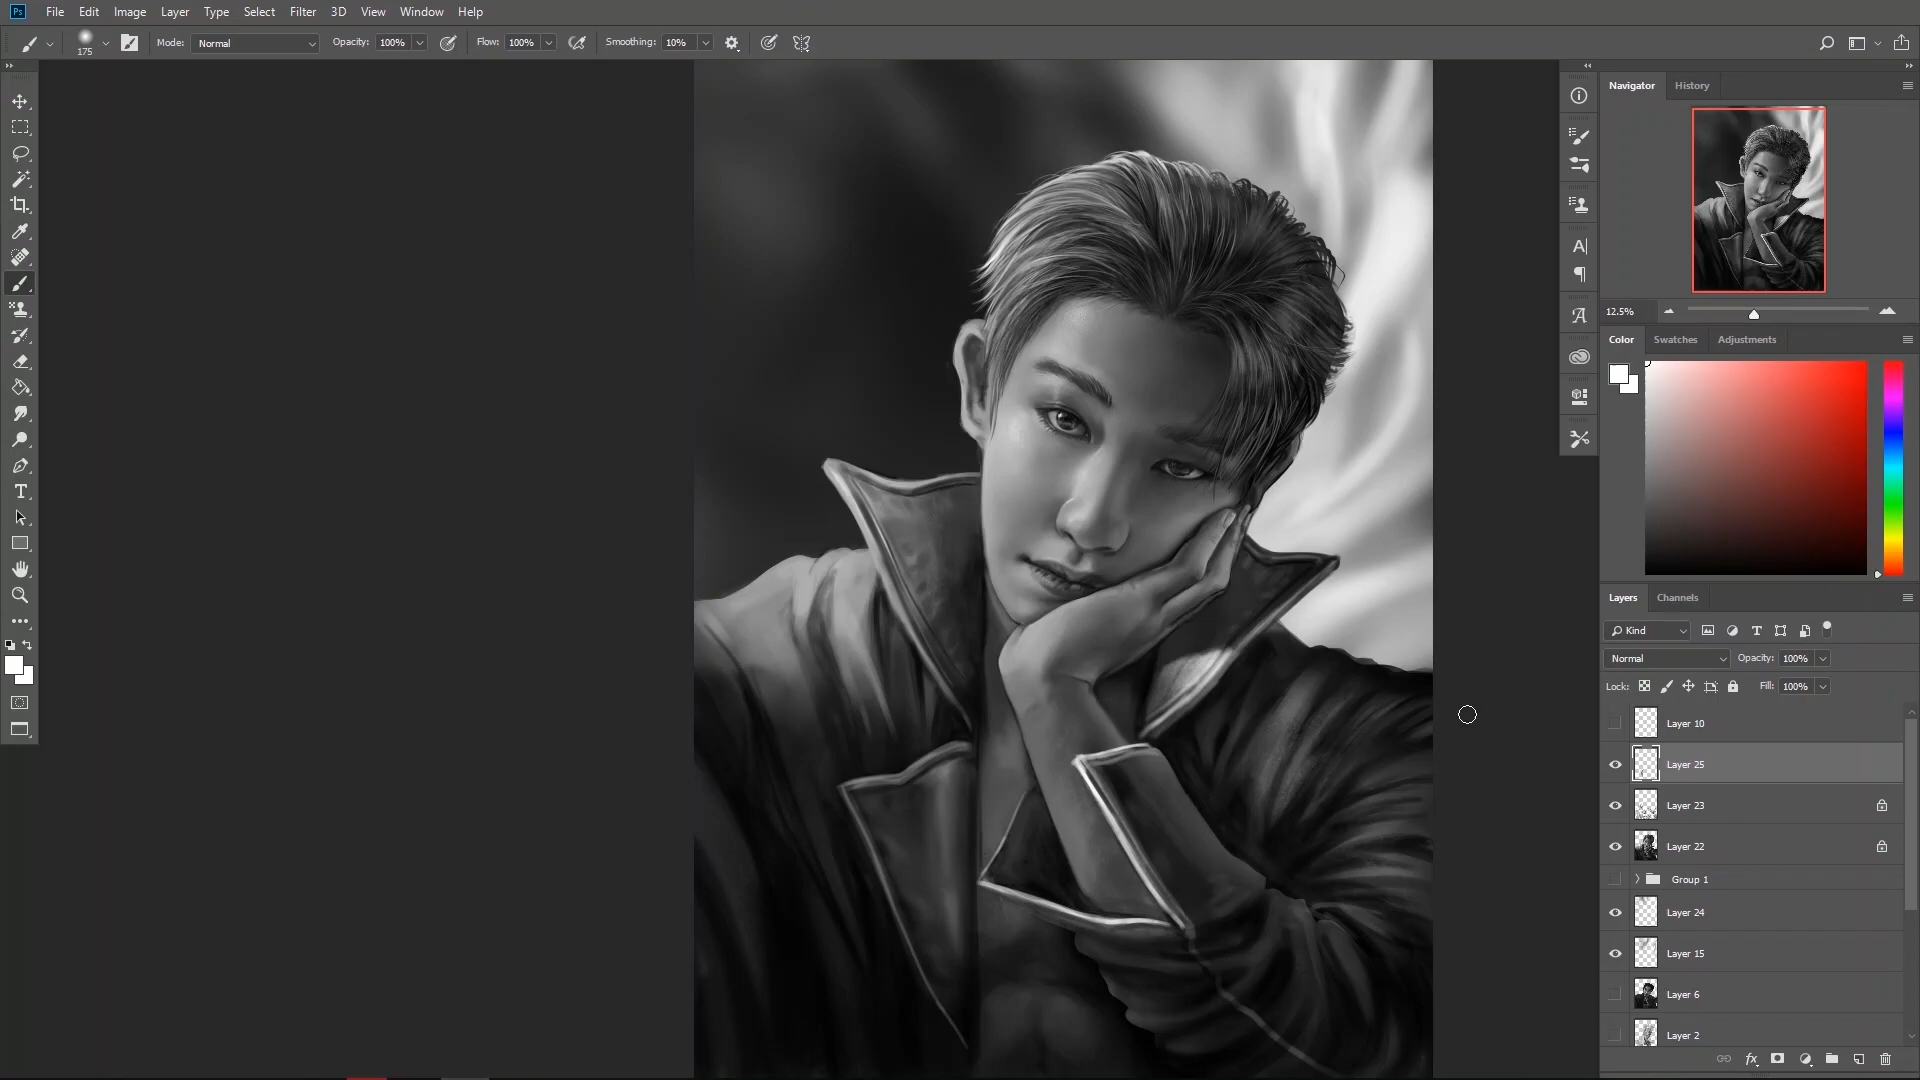 Ps File Edit Image Layer Type Select Filter 3D View Window Help
175 Mode: Normal Opacity: 100% Flow: 100% Smoothing: 10%
Navigator History
12.5%
Color Swatches Adjustments
Layers Channels
Kind
Normal Opacity: 100%
Lock: Fill: 100%
Layer 10
Layer 25
Layer 23
Layer 22
Group 1
Layer 24
Layer 15
Layer 6
Layer 2
fx